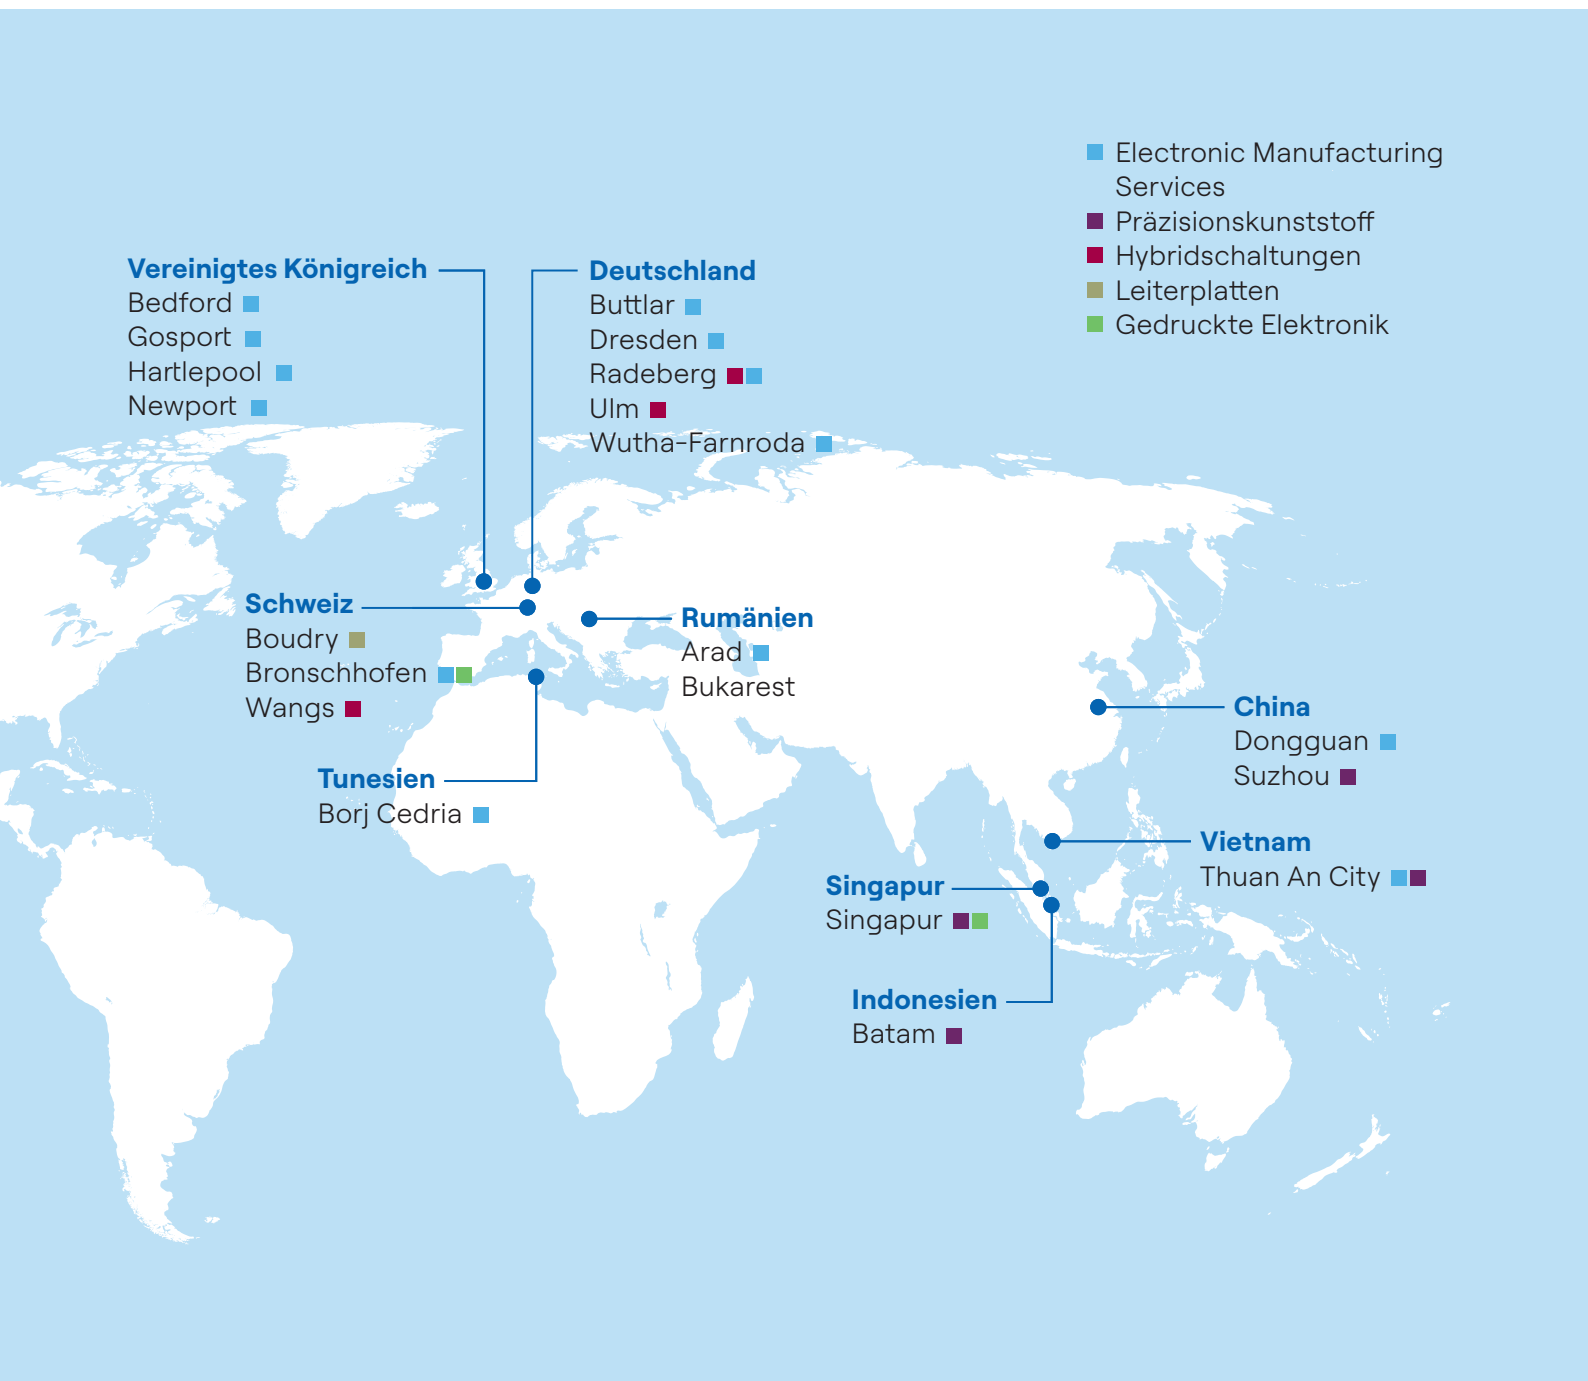 Electronic Manufacturing
Services
Präzisionskunststoff
Hybridschaltungen
Leiterplatten
Gedruckte Elektronik
Vereinigtes Königreich
Bedford
Gosport
Hartlepool
Newport
Deutschland
Buttlar
Dresden
Radeberg
Ulm
Wutha-Farnroda
Schweiz
Boudry
Bronschhofen
Wangs
Rumänien
Arad
Bukarest
Tunesien
Borj Cedria
China
Dongguan
Suzhou
Vietnam
Thuan An City
Singapur
Singapur
Indonesien
Batam